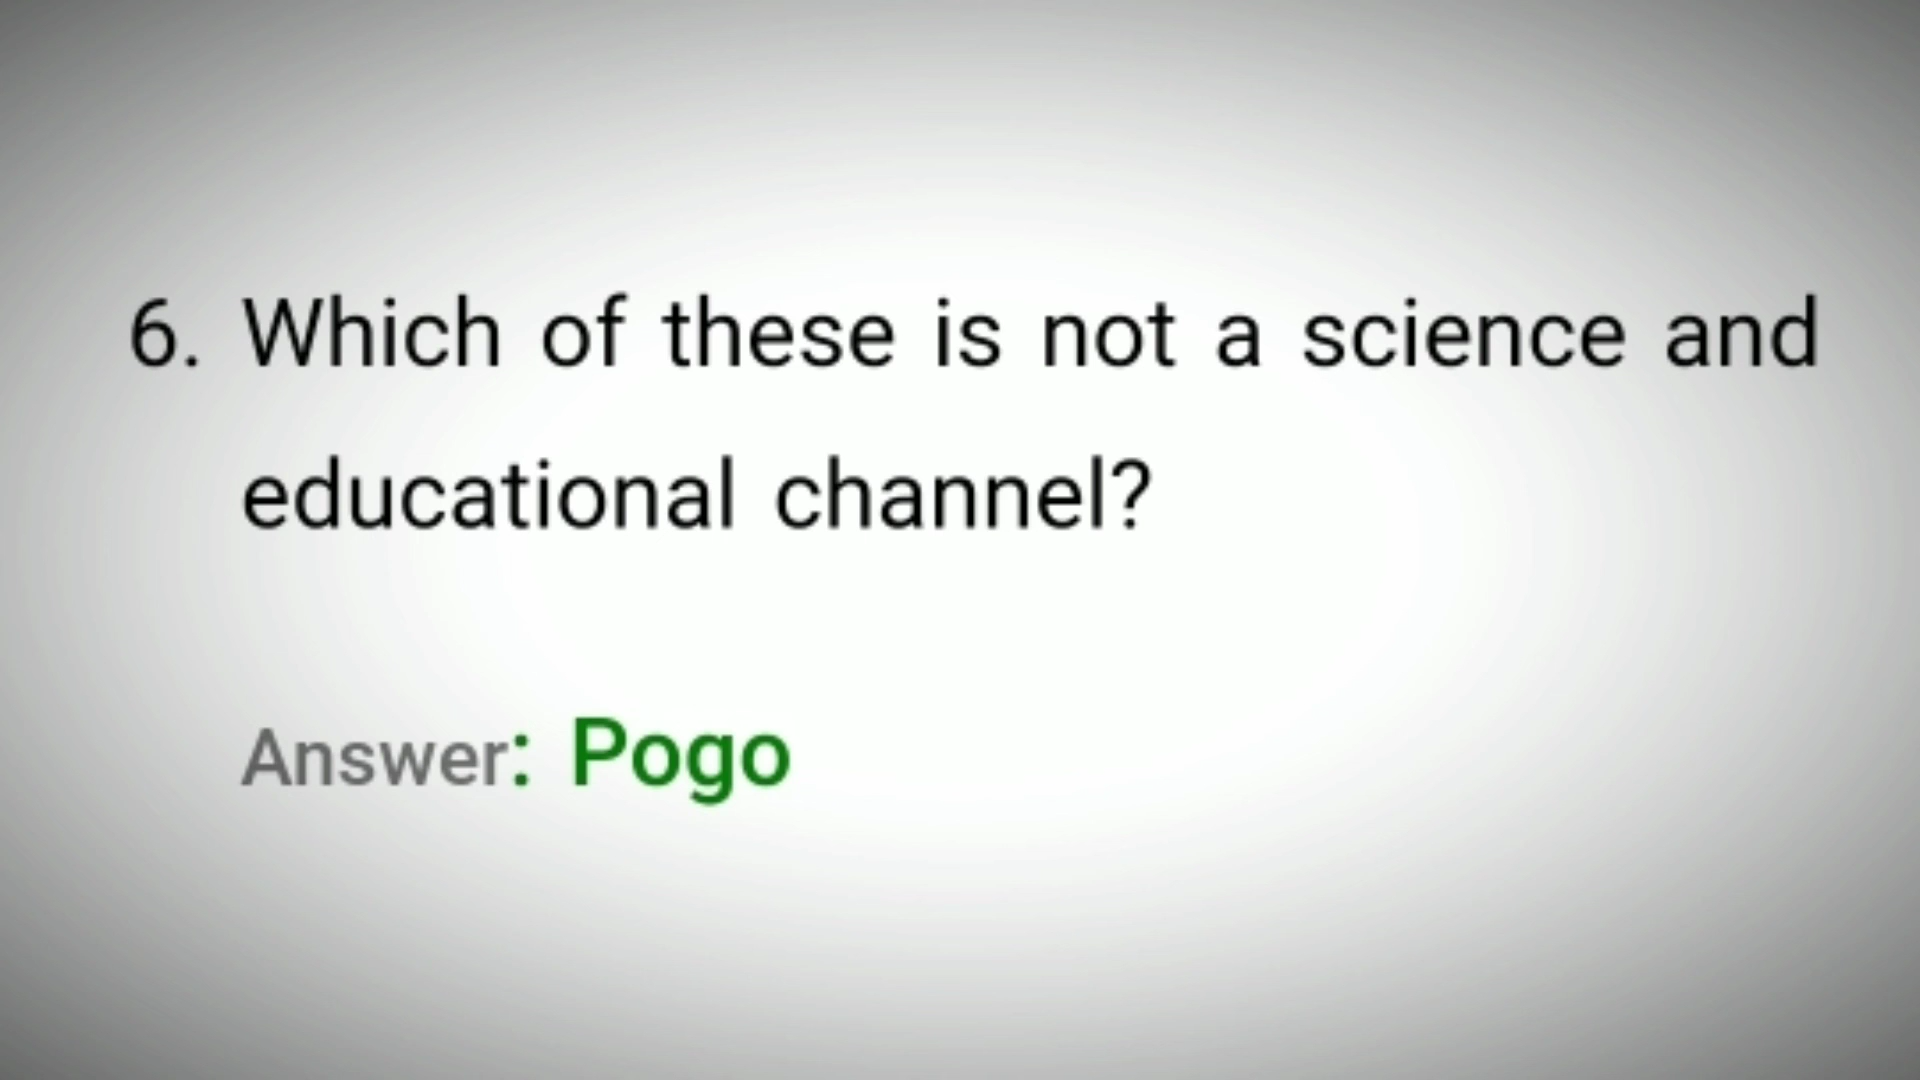 6. Which of these is not a science and
educational channel?
Answer: Pogo